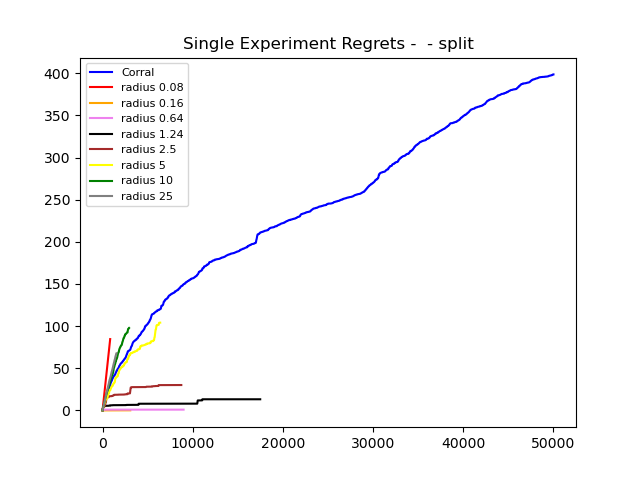 Single Experiment Regrets -  - split
400
350
300
250
200
150
100
50
0
Corral
radius 0.08
radius 0.16
radius 0.64
radius 1.24
radius 2.5
radius 5
radius 10
radius 25
0 10000 20000 30000 40000 50000